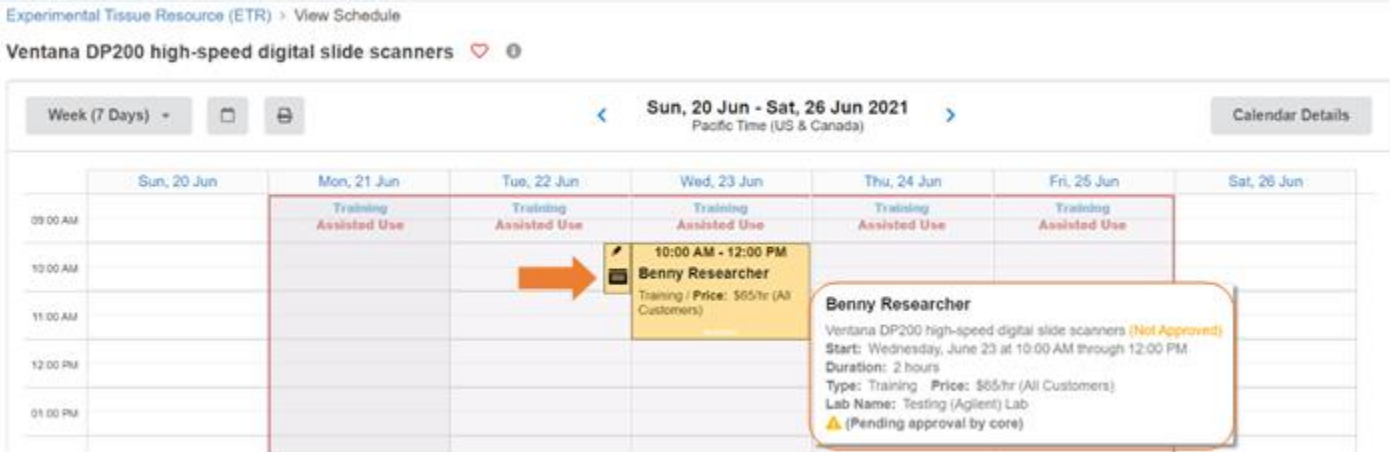 Experimental Tissue Resource (ETR) > View Schedule
Ventana DP200 high-speed digital slide scanners
Week (7 Days)
Sun, 20 Jun - Sat, 26 Jun 2021
Pacific Time (US & Canada)
Calendar Details
Sun, 20 Jun Mon, 21 Jun Tue, 22 Jun Wed, 23 Jun Thu, 24 Jun Fri, 25 Jun Sat, 26 Jun
Training Training Training Training Training
09:00 AM Assisted Use Assisted Use Assisted Use Assisted Use Assisted Use
10:00 AM - 12:00 PM
10:00 AM Benny Researcher
Training / Price: $65/hr (All
Customers)
11:00 AM
12:00 PM
01:00 PM
Benny Researcher
Ventana DP200 high-speed digital slide scanners (Not Approved)
Start: Wednesday, June 23 at 10:00 AM through 12:00 PM
Duration: 2 hours
Type: Training Price: $65/hr (All Customers)
Lab Name: Testing (Agilent) Lab
(Pending approval by core)